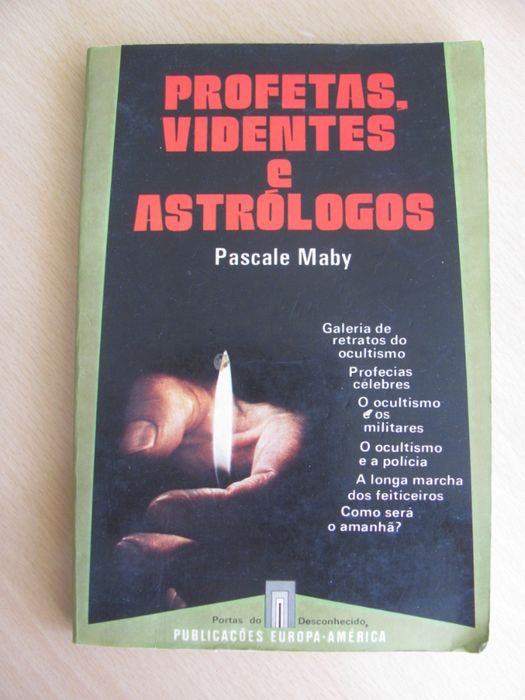 PROFETAS,
VIDENTES
e
ASTRÓLOGOS
Pascale Maby
Galeria de
retratos do
ocultismo
Profecias
célebres
O ocultismo
e os
militares
O ocultismo
e a polícia
A longa marcha
dos feiticeiros
Como será
o amanhã?
Portas do Desconhecido
PUBLICAÇÕES EUROPA-AMÉRICA